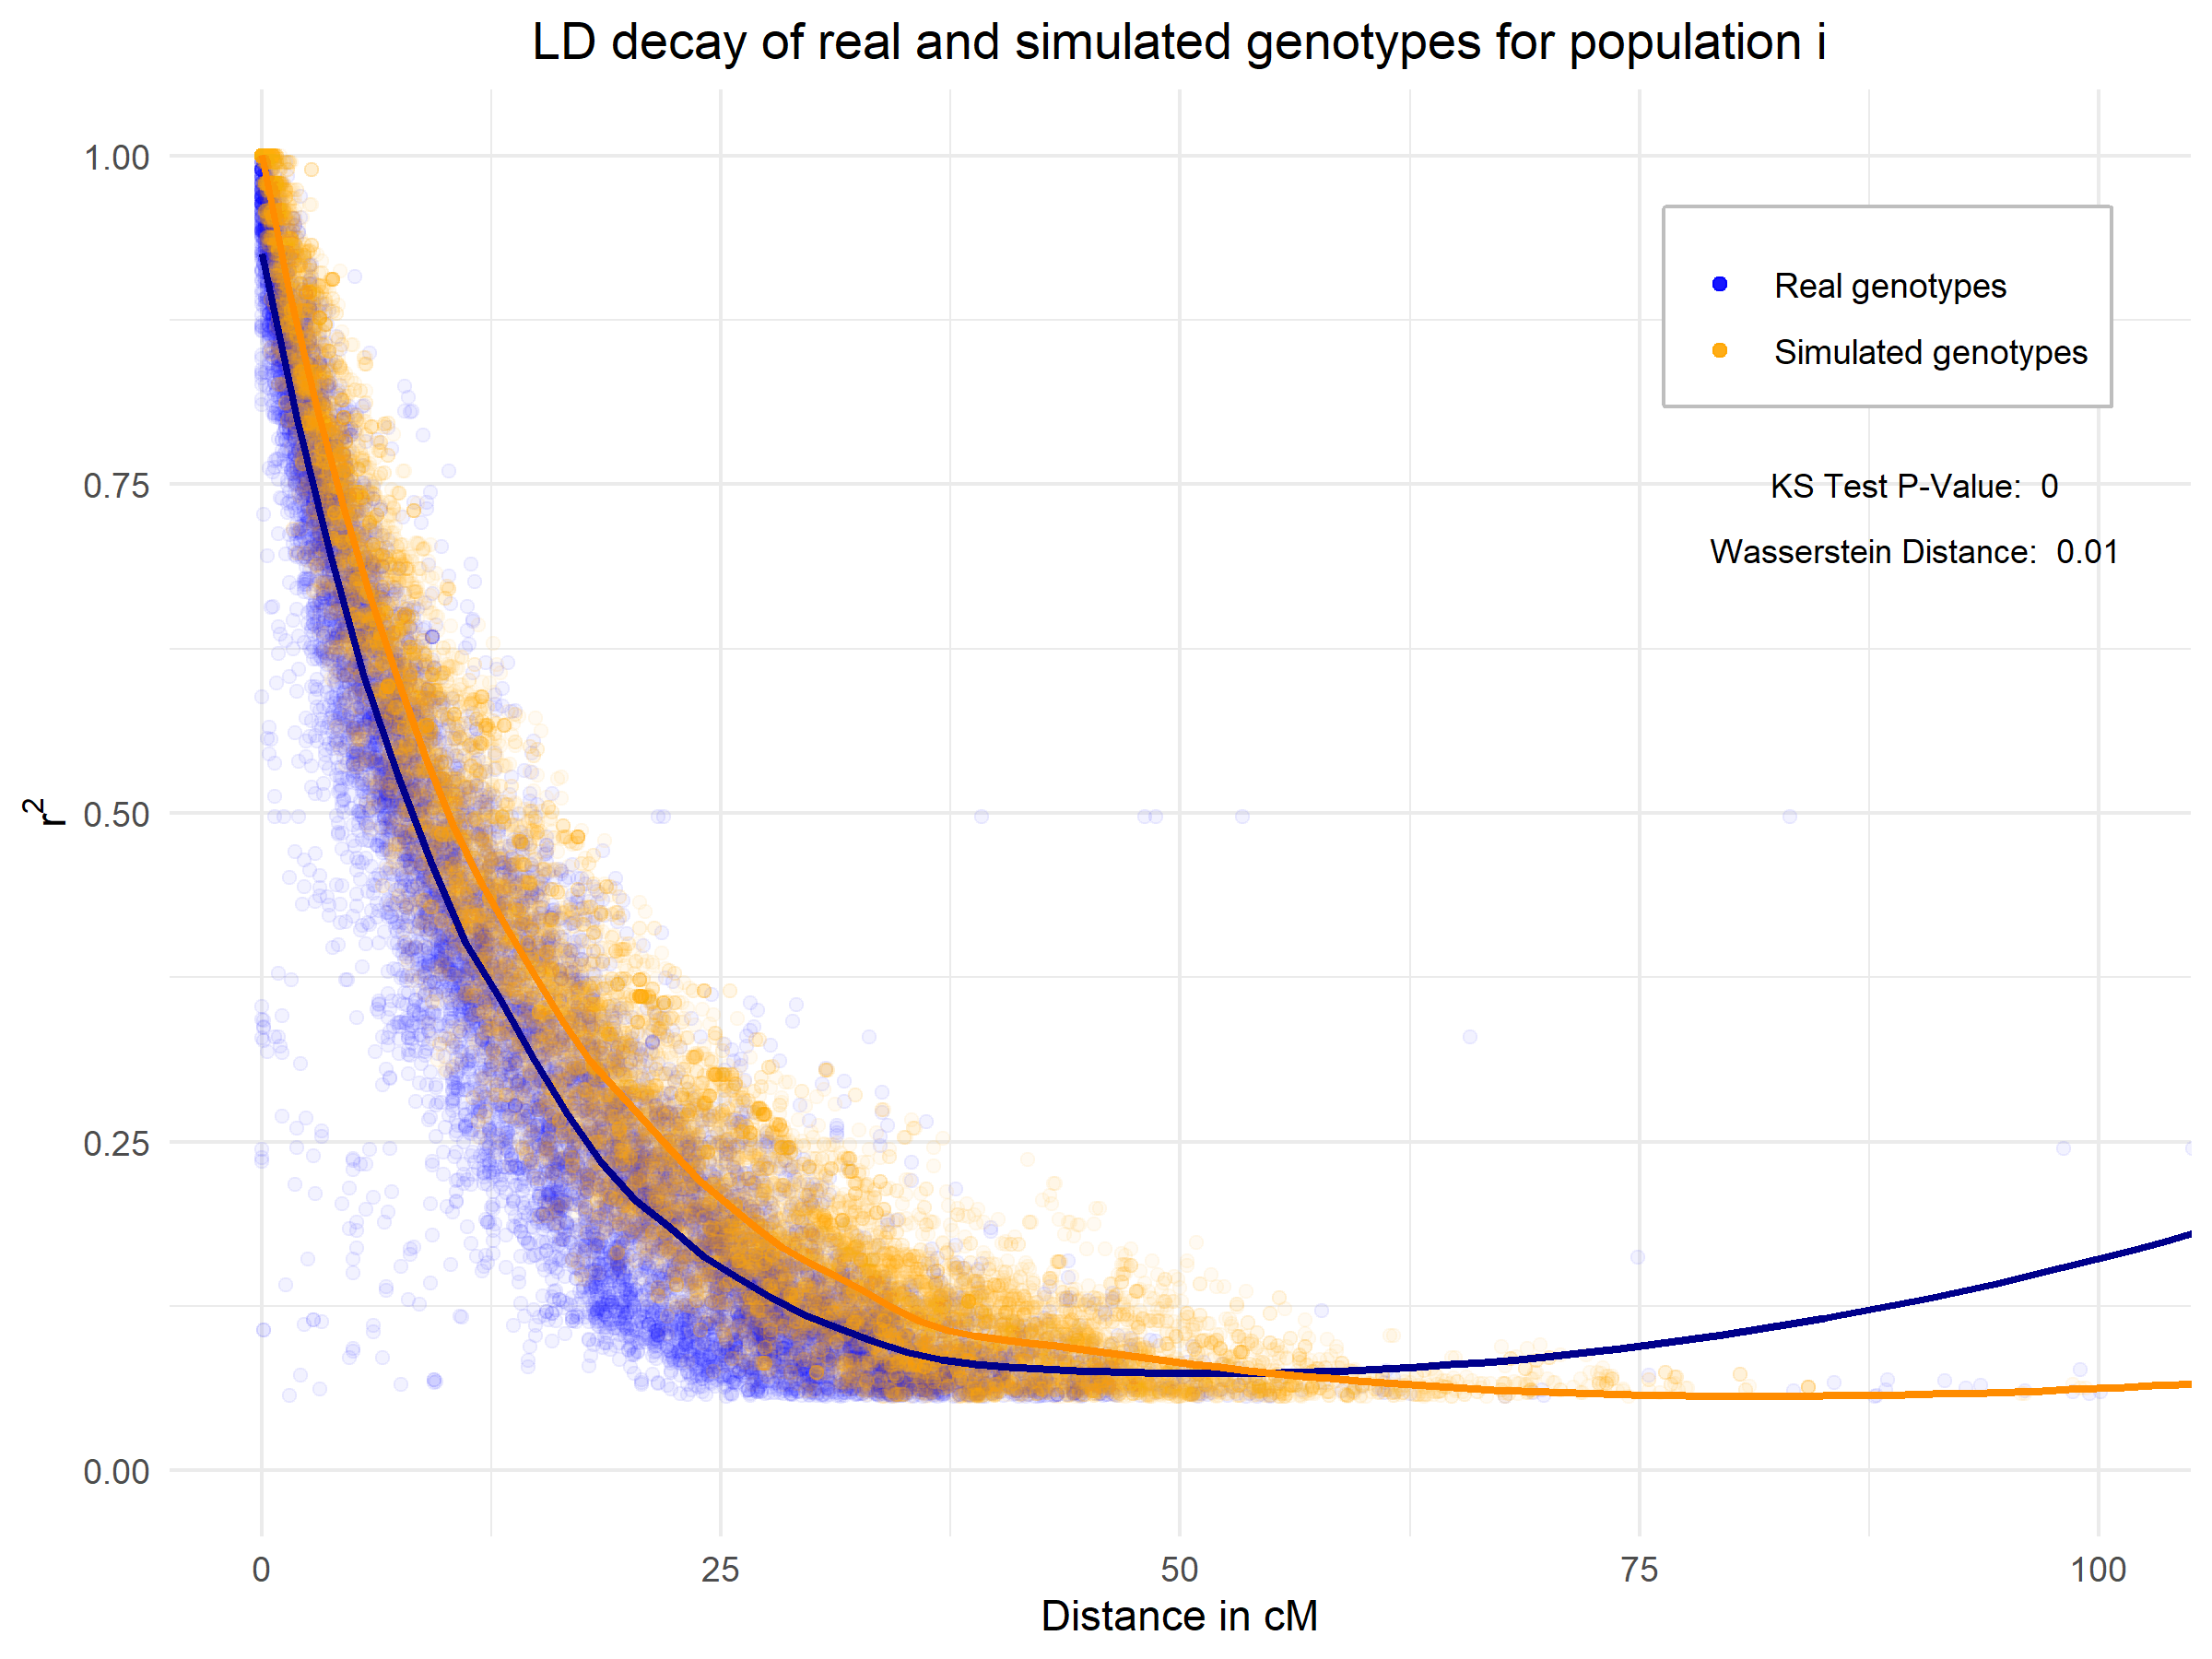 LD decay of real and simulated genotypes for population i
1.00
0.75
0.50
0.25
0.00
r²
Real genotypes
Simulated genotypes
KS Test P-Value: 0
Wasserstein Distance: 0.01
0 25 50 75 100
Distance in cM